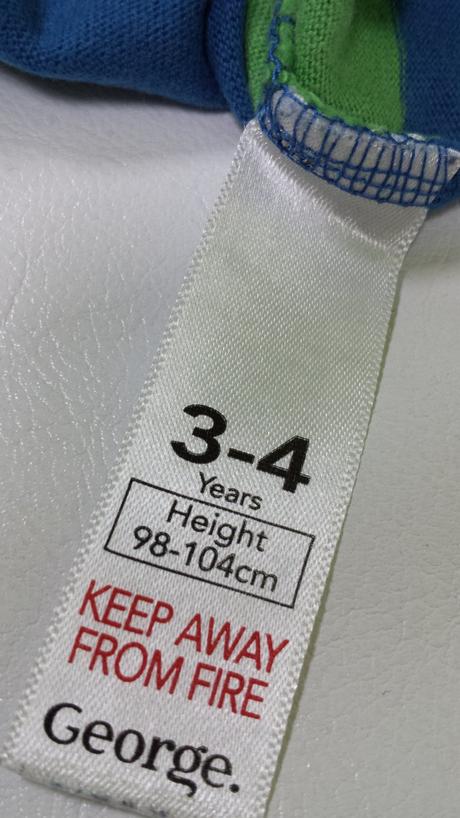 3-4
Years
Height
98-104cm
KEEP AWAY
FROM FIRE
George.